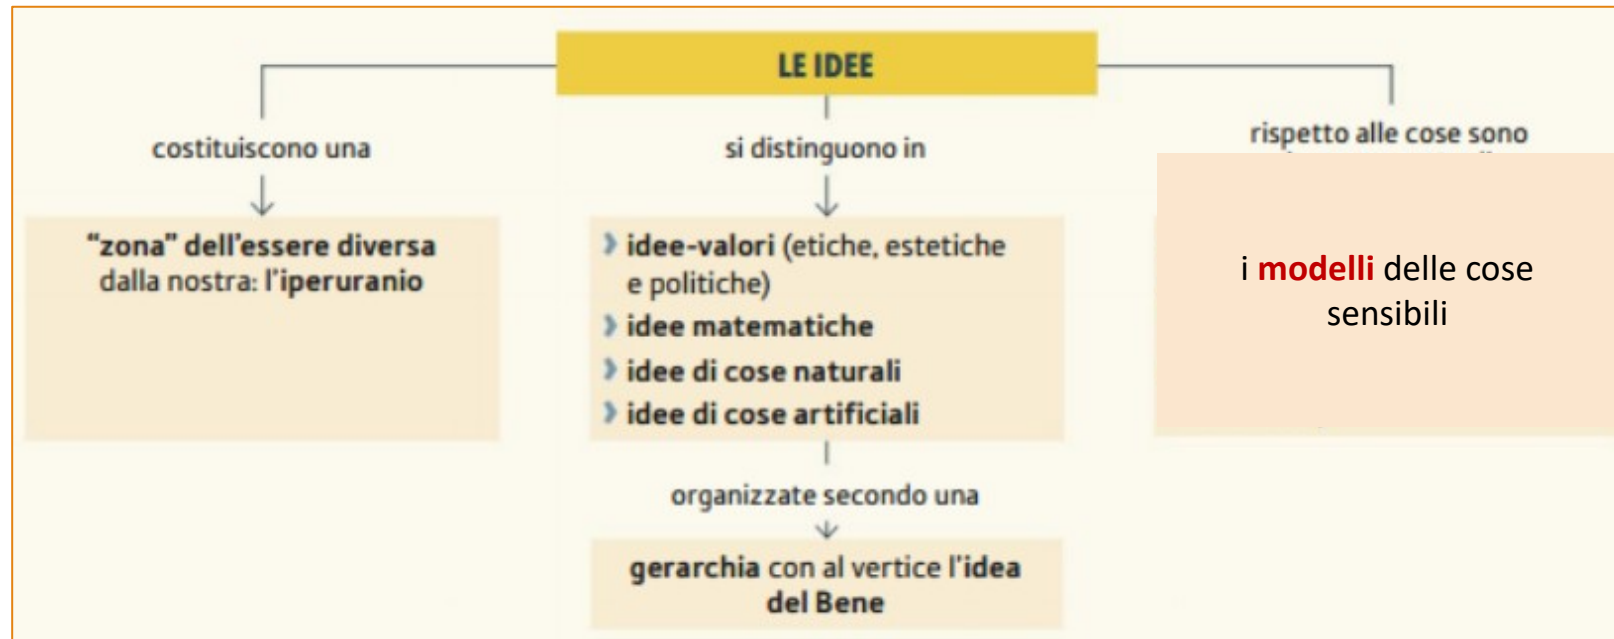 LE IDEE
costituiscono una
"zona" dell'essere diversa
dalla nostra: l'iperuranio
si distinguono in
› idee-valori (etiche, estetiche
e politiche)
› idee matematiche
› idee di cose naturali
› idee di cose artificiali
organizzate secondo una
gerarchia con al vertice l'idea
del Bene
rispetto alle cose sono
i modelli delle cose
sensibili